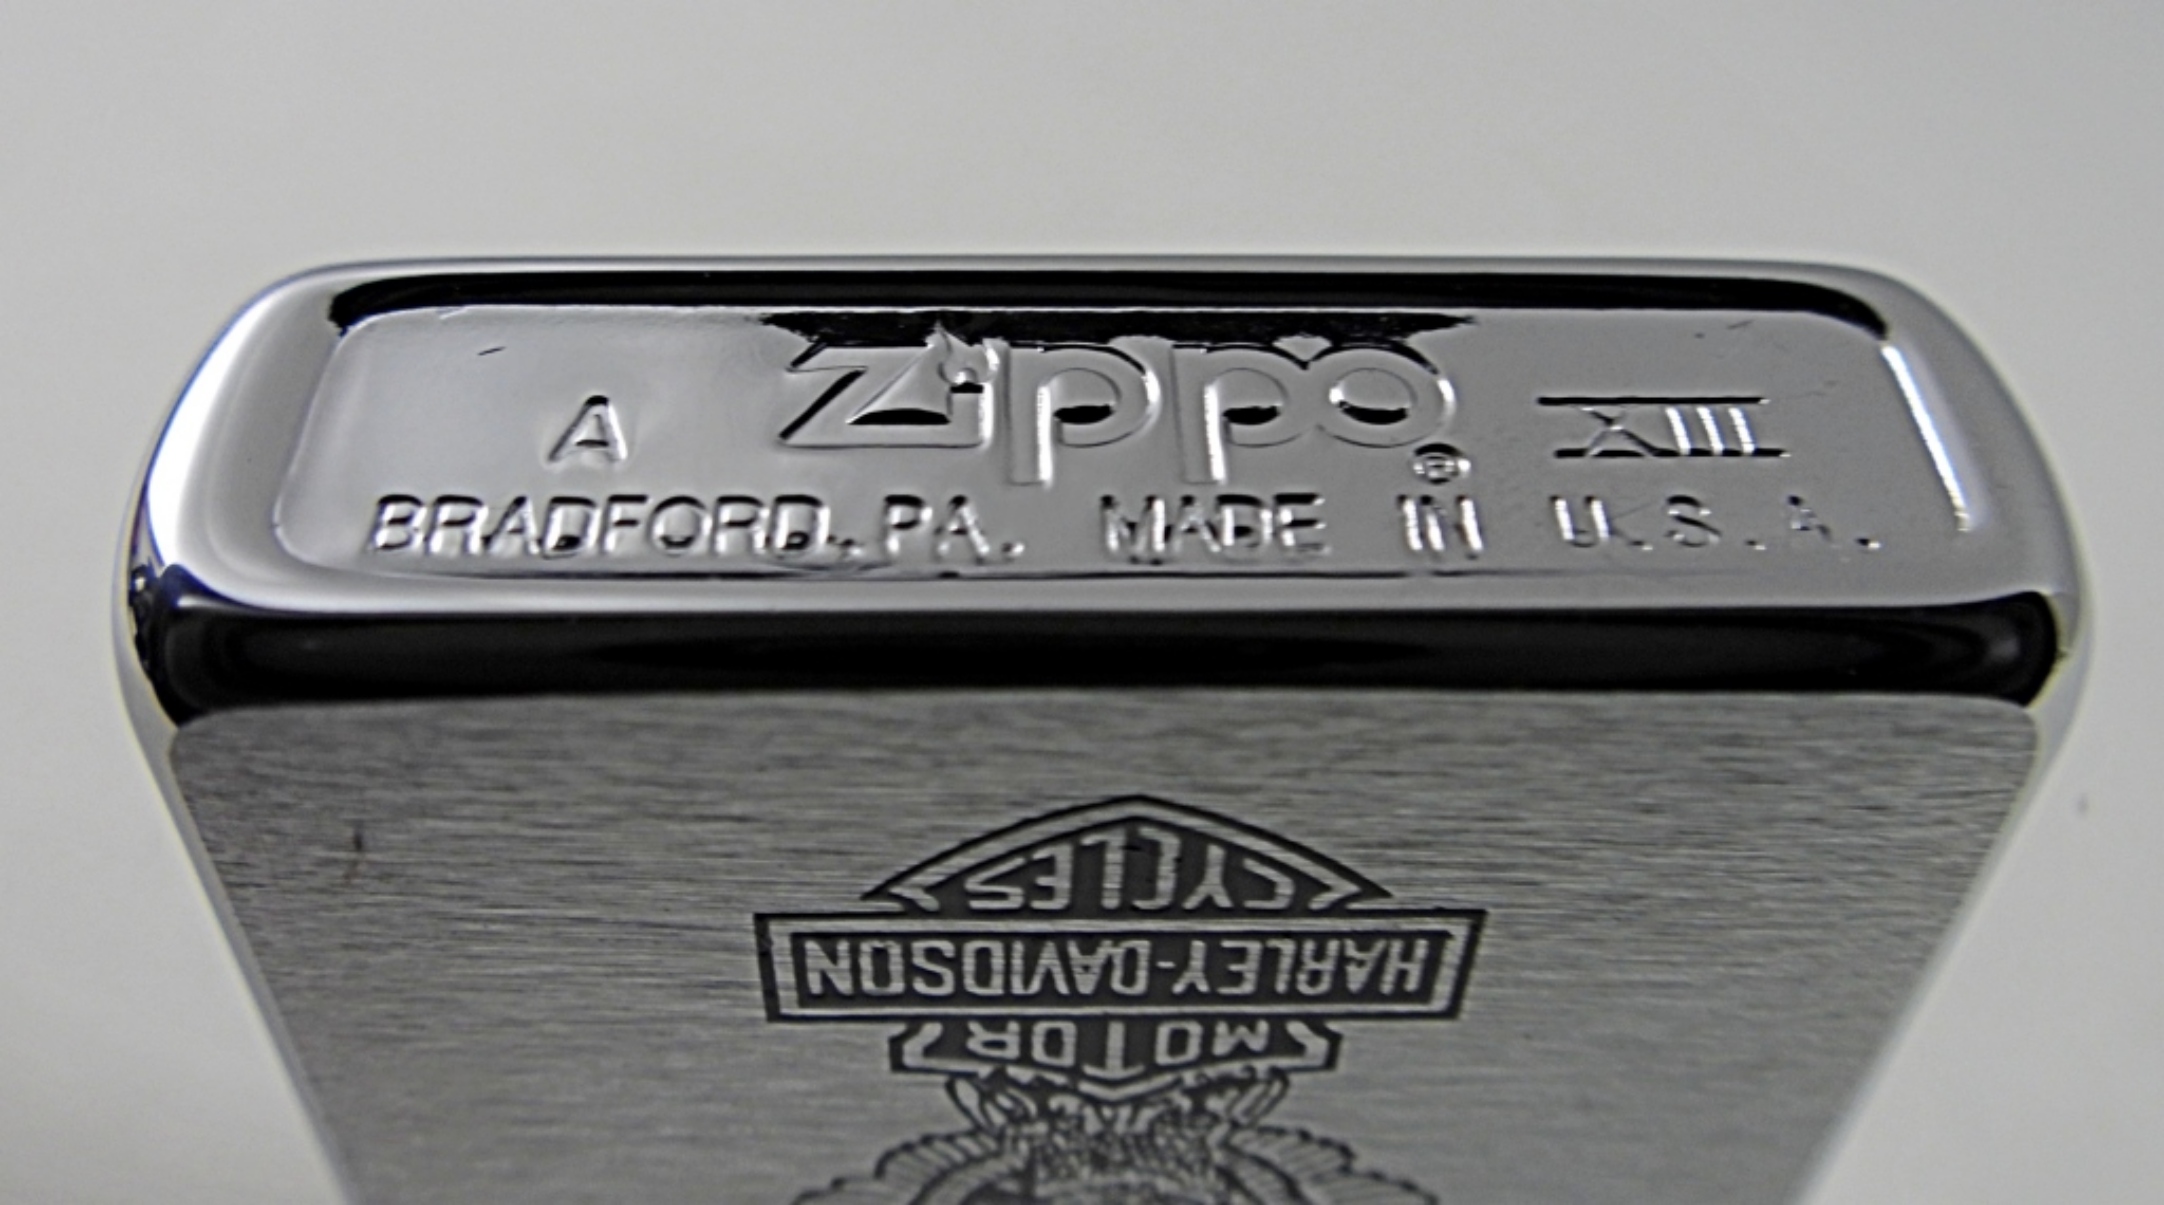 A Zippo ® XIII
BRADFORD, PA. MADE IN U.S.A.
MOTOR
HARLEY-DAVIDSON
CYCLES